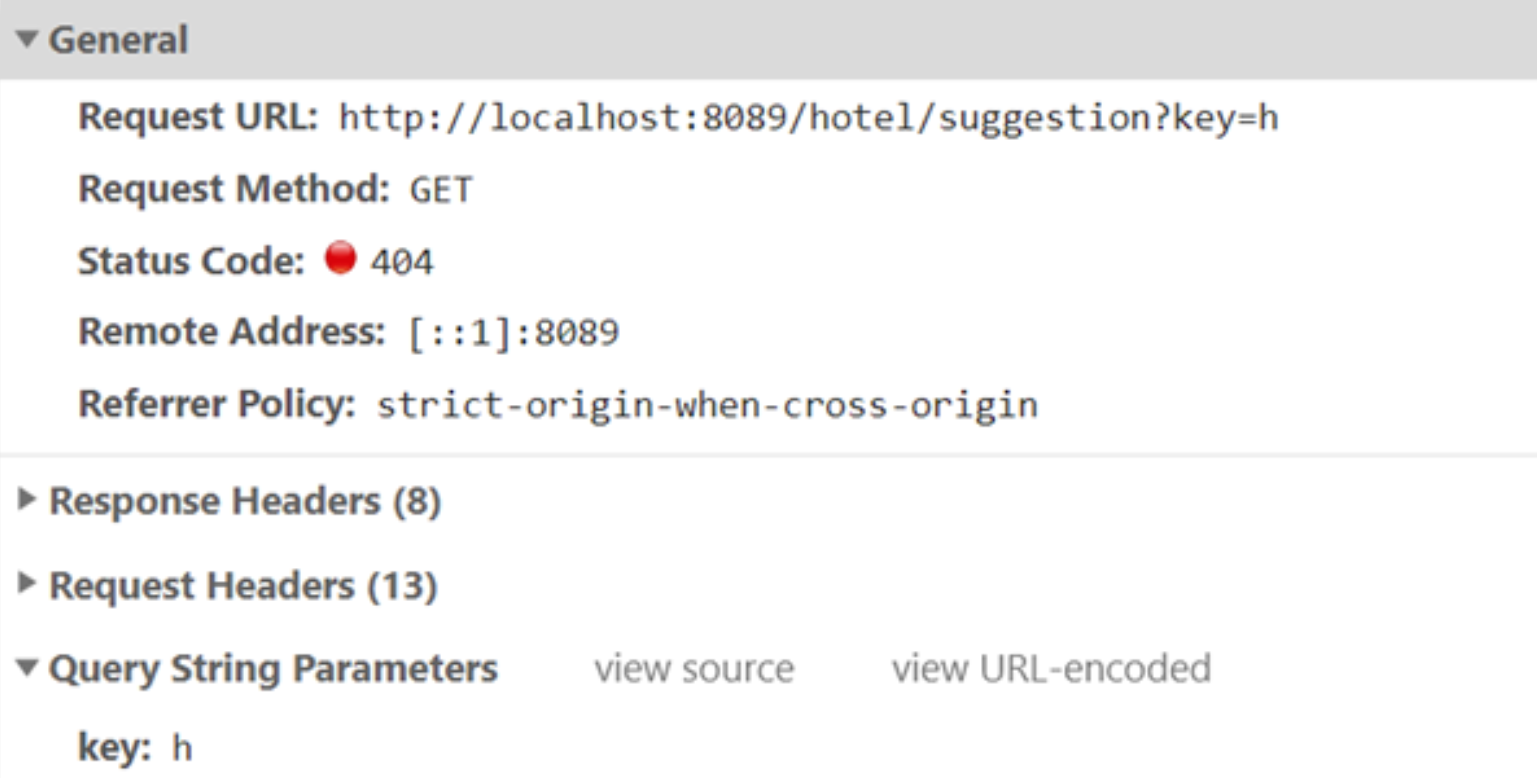 General
Request URL: http://localhost:8089/hotel/suggestion?key=h
Request Method: GET
Status Code: 404
Remote Address: [::1]:8089
Referrer Policy: strict-origin-when-cross-origin
Response Headers (8)
Request Headers (13)
Query String Parameters view source view URL-encoded
key: h